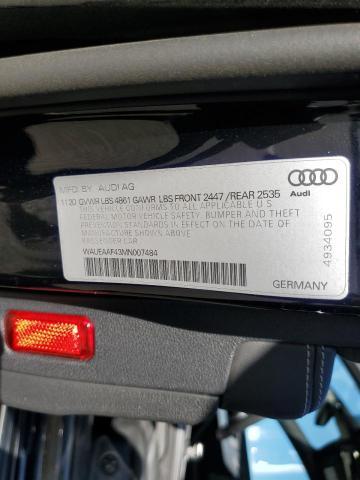 MFD. BY AUDI AG
1120 GVWR LBS 4861 GAWR LBS FRONT 2447 / REAR 2535
THIS VEHICLE CONFORMS TO ALL APPLICABLE U S
FEDERAL MOTOR VEHICLE SAFETY, BUMPER AND THEFT
PREVENTION STANDARDS IN EFFECT ON THE DATE OF
MANUFACTURE SHOWN ABOVE.
PASSENGER CAR
WAUEAAF43MN007484
Audi
4934095
GERMANY